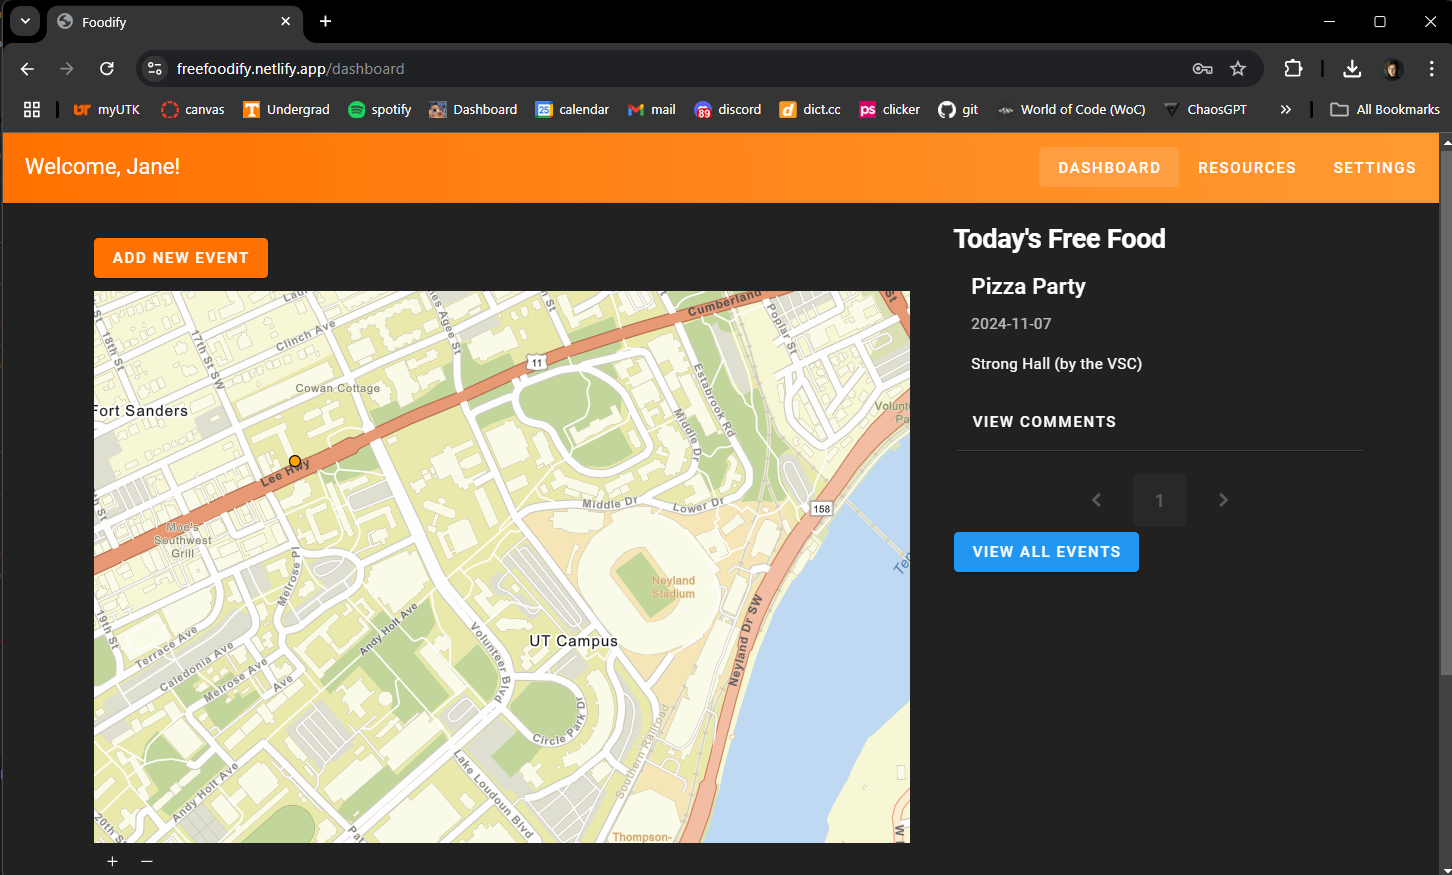 Foodify
freefoodify.netlify.app/dashboard
myUTK
canvas
Undergrad
spotify
Dashboard
25
calendar
mail
89
discord
d
dict.cc
ps
clicker
git
World of Code (WoC)
ChaosGPT
All Bookmarks
Welcome, Jane!
DASHBOARD
RESOURCES
SETTINGS
ADD NEW EVENT
18th St
17th St SW
Clinch Ave
Cumberland
Poplar St
11
Cowan Cottage
Fort Sanders
Estabrook Rd
Middle Dr
Lee Hwy
Middle Dr
Lower Dr
158
Moe's
Southwest
Grill
Melrose Pl
Neyland
Stadium
19th St
Andy Holt Ave
Terrace Ave
Caledonia Ave
Melrose Ave
Ave
UT Campus
Neyland Dr SW
Volunteer Blvd
Circle Park Dr
Southern Railroad
Lake Loudoun Blvd
Andy Holt Ave
20th St
Thompson-
Today's Free Food
Pizza Party
2024-11-07
Strong Hall (by the VSC)
VIEW COMMENTS
1
VIEW ALL EVENTS